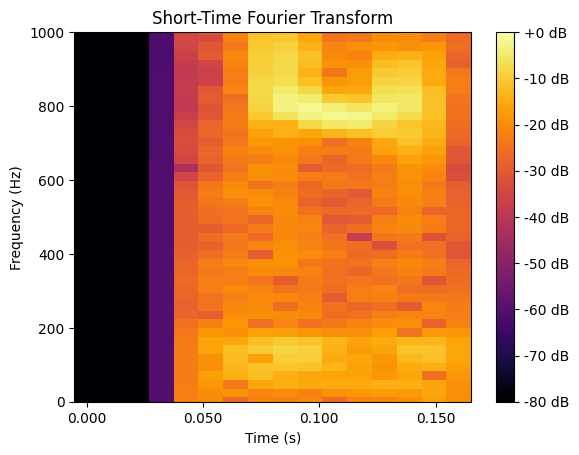 Short-Time Fourier Transform
1000
800
600
400
200
0
Frequency (Hz)
0.000
0.050
0.100
0.150
Time (s)
+0 dB
-10 dB
-20 dB
-30 dB
-40 dB
-50 dB
-60 dB
-70 dB
-80 dB